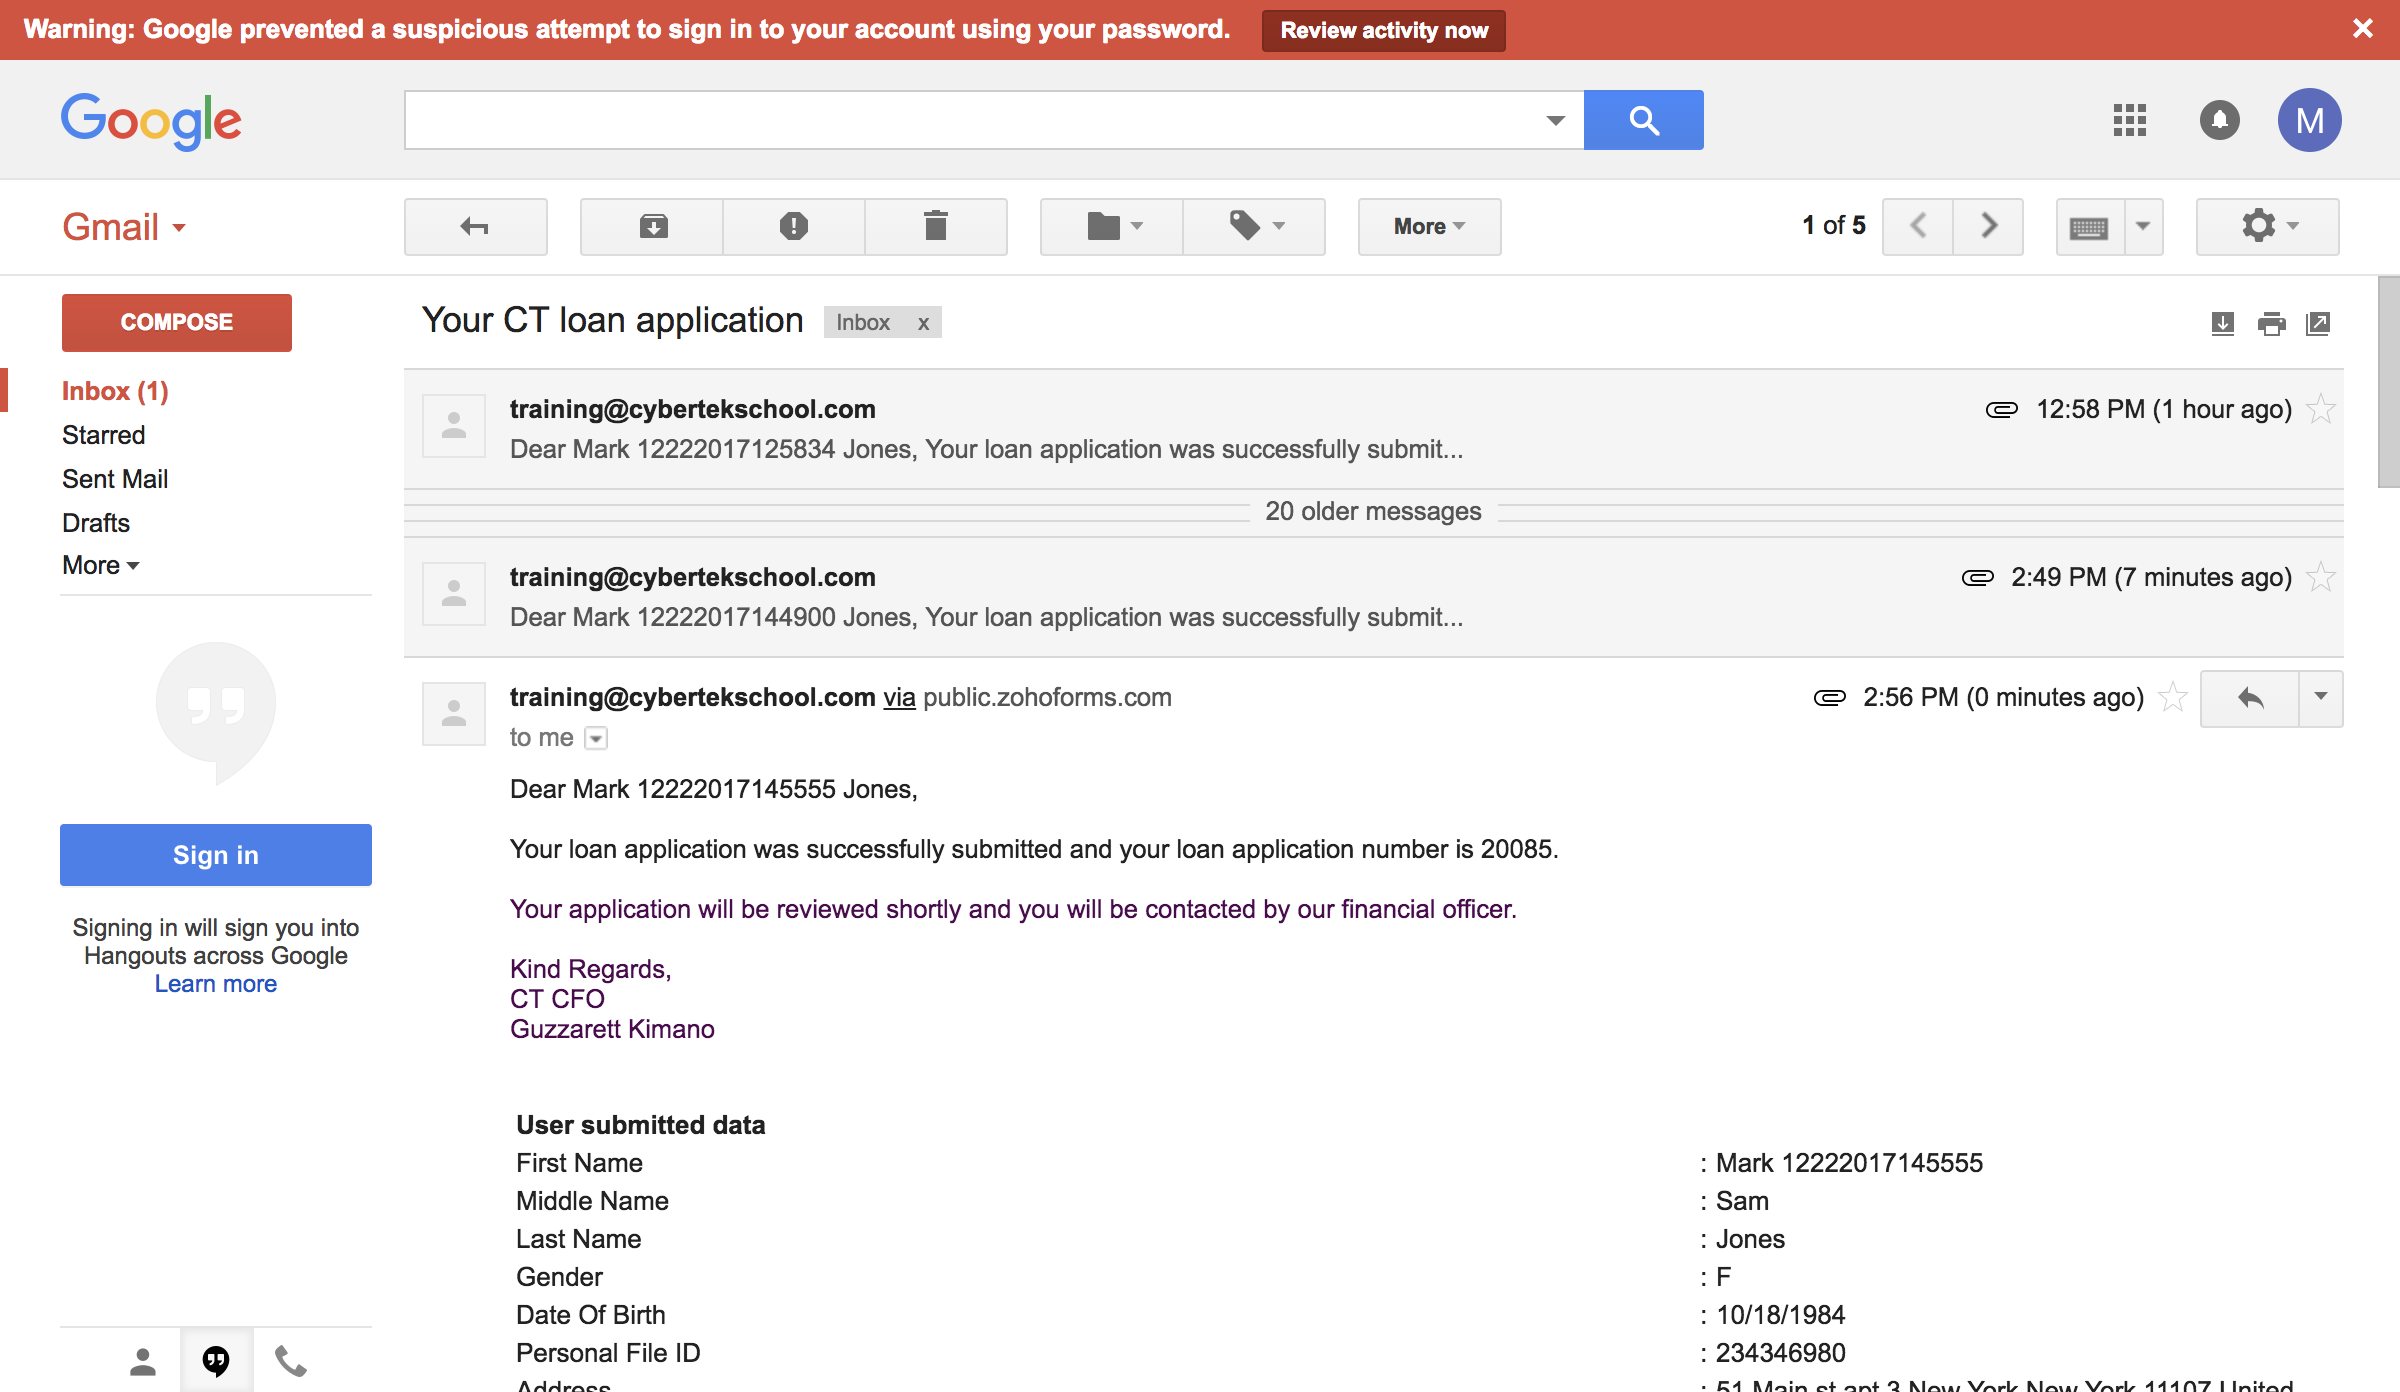 Warning: Google prevented a suspicious attempt to sign in to your account using your password. Review activity now
Google
M
Gmail
More
1 of 5
COMPOSE
Inbox (1)
Starred
Sent Mail
Drafts
More
Sign in
Signing in will sign you into
Hangouts across Google
Learn more
Your CT loan application Inbox x
training@cybertekschool.com 12:58 PM (1 hour ago)
Dear Mark 12222017125834 Jones, Your loan application was successfully submit...
20 older messages
training@cybertekschool.com 2:49 PM (7 minutes ago)
Dear Mark 12222017144900 Jones, Your loan application was successfully submit...
training@cybertekschool.com via public.zohoforms.com 2:56 PM (0 minutes ago)
to me
Dear Mark 12222017145555 Jones,
Your loan application was successfully submitted and your loan application number is 20085.
Your application will be reviewed shortly and you will be contacted by our financial officer.
Kind Regards,
CT CFO
Guzzarett Kimano
User submitted data
First Name : Mark 12222017145555
Middle Name : Sam
Last Name : Jones
Gender : F
Date Of Birth : 10/18/1984
Personal File ID : 234346980
Address : 51 Main st apt 3 New York New York 11107 United